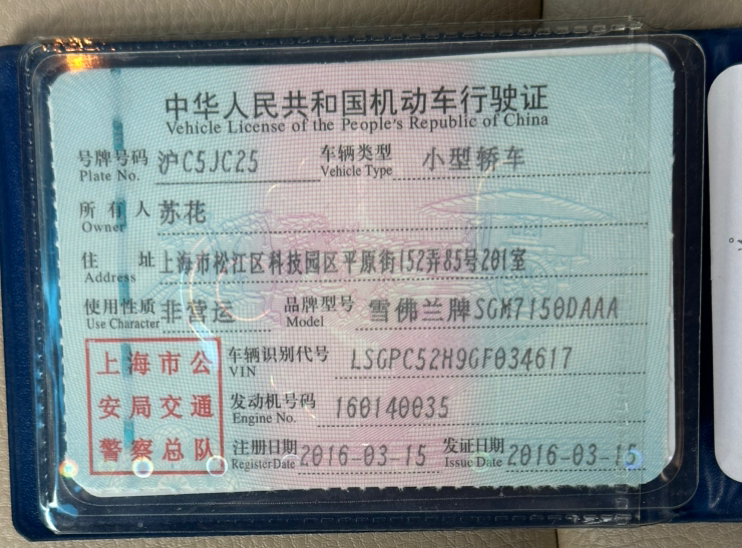 中华人民共和国机动车行驶证
Vehicle License of the People's Republic of China
号牌号码 沪C5JC25 车辆类型 小型轿车
Plate No. Vehicle Type
所有人 苏花
Owner
住址 上海市松江区科技园区平原街152弄85号201室
Address
使用性质 非营运 品牌型号 雪佛兰牌SGM7150DAAA
Use Character Model
车辆识别代号 LSGPC52H9GF034617
VIN
发动机号码 160140035
Engine No.
注册日期 2016-03-15 发证日期 2016-03-15
Register Date Issue Date
上海市公
安局交通
警察总队